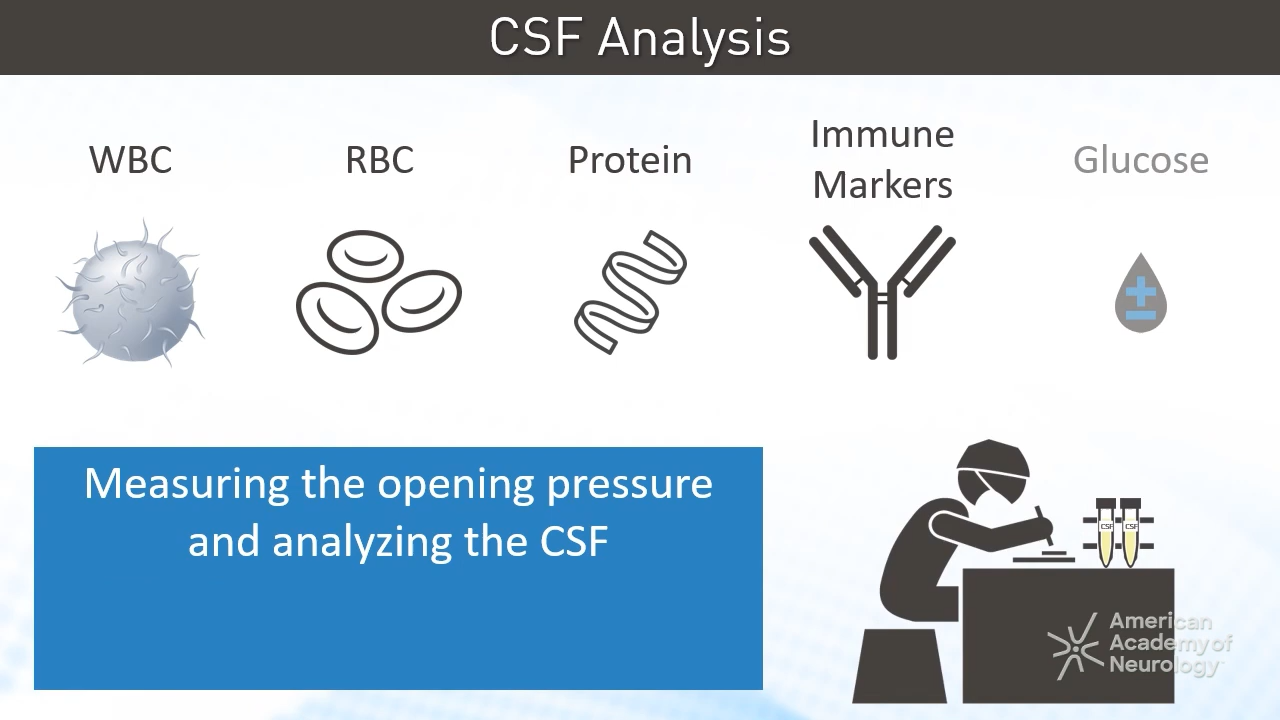 CSF Analysis
WBC
RBC
Protein
Immune
Markers
Glucose
Measuring the opening pressure
and analyzing the CSF
CSF
CSF
American
Academy of
Neurology